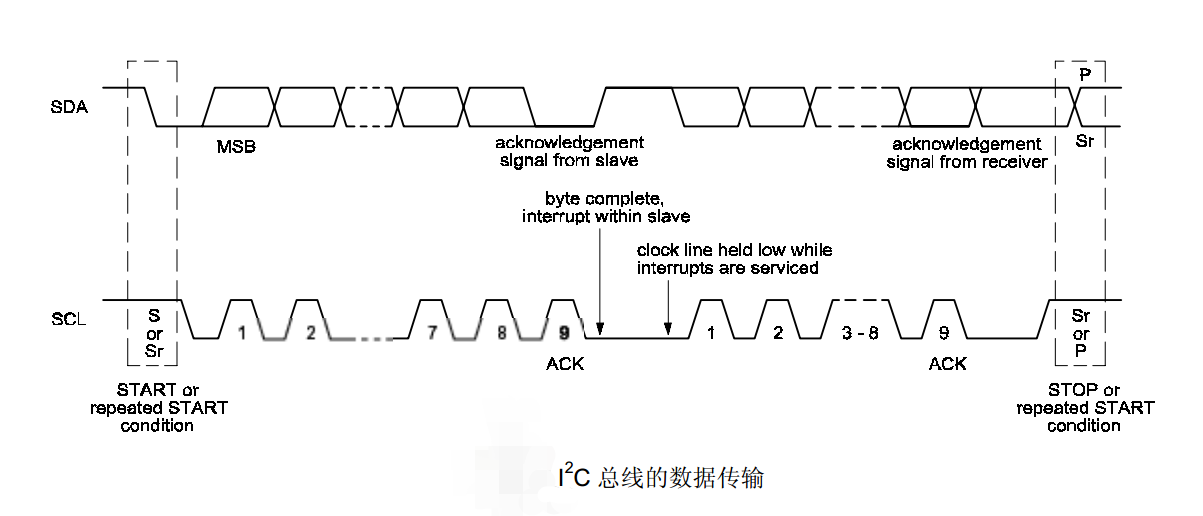 P
SDA
MSB
acknowledgement
signal from slave
acknowledgement
signal from receiver
Sr
byte complete,
interrupt within slave
clock line held low while
interrupts are serviced
SCL
S
or
Sr
1
2
7
8
9
1
2
3 - 8
9
Sr
or
P
ACK
ACK
START or
repeated START
condition
STOP or
repeated START
condition
I²C 总线的数据传输